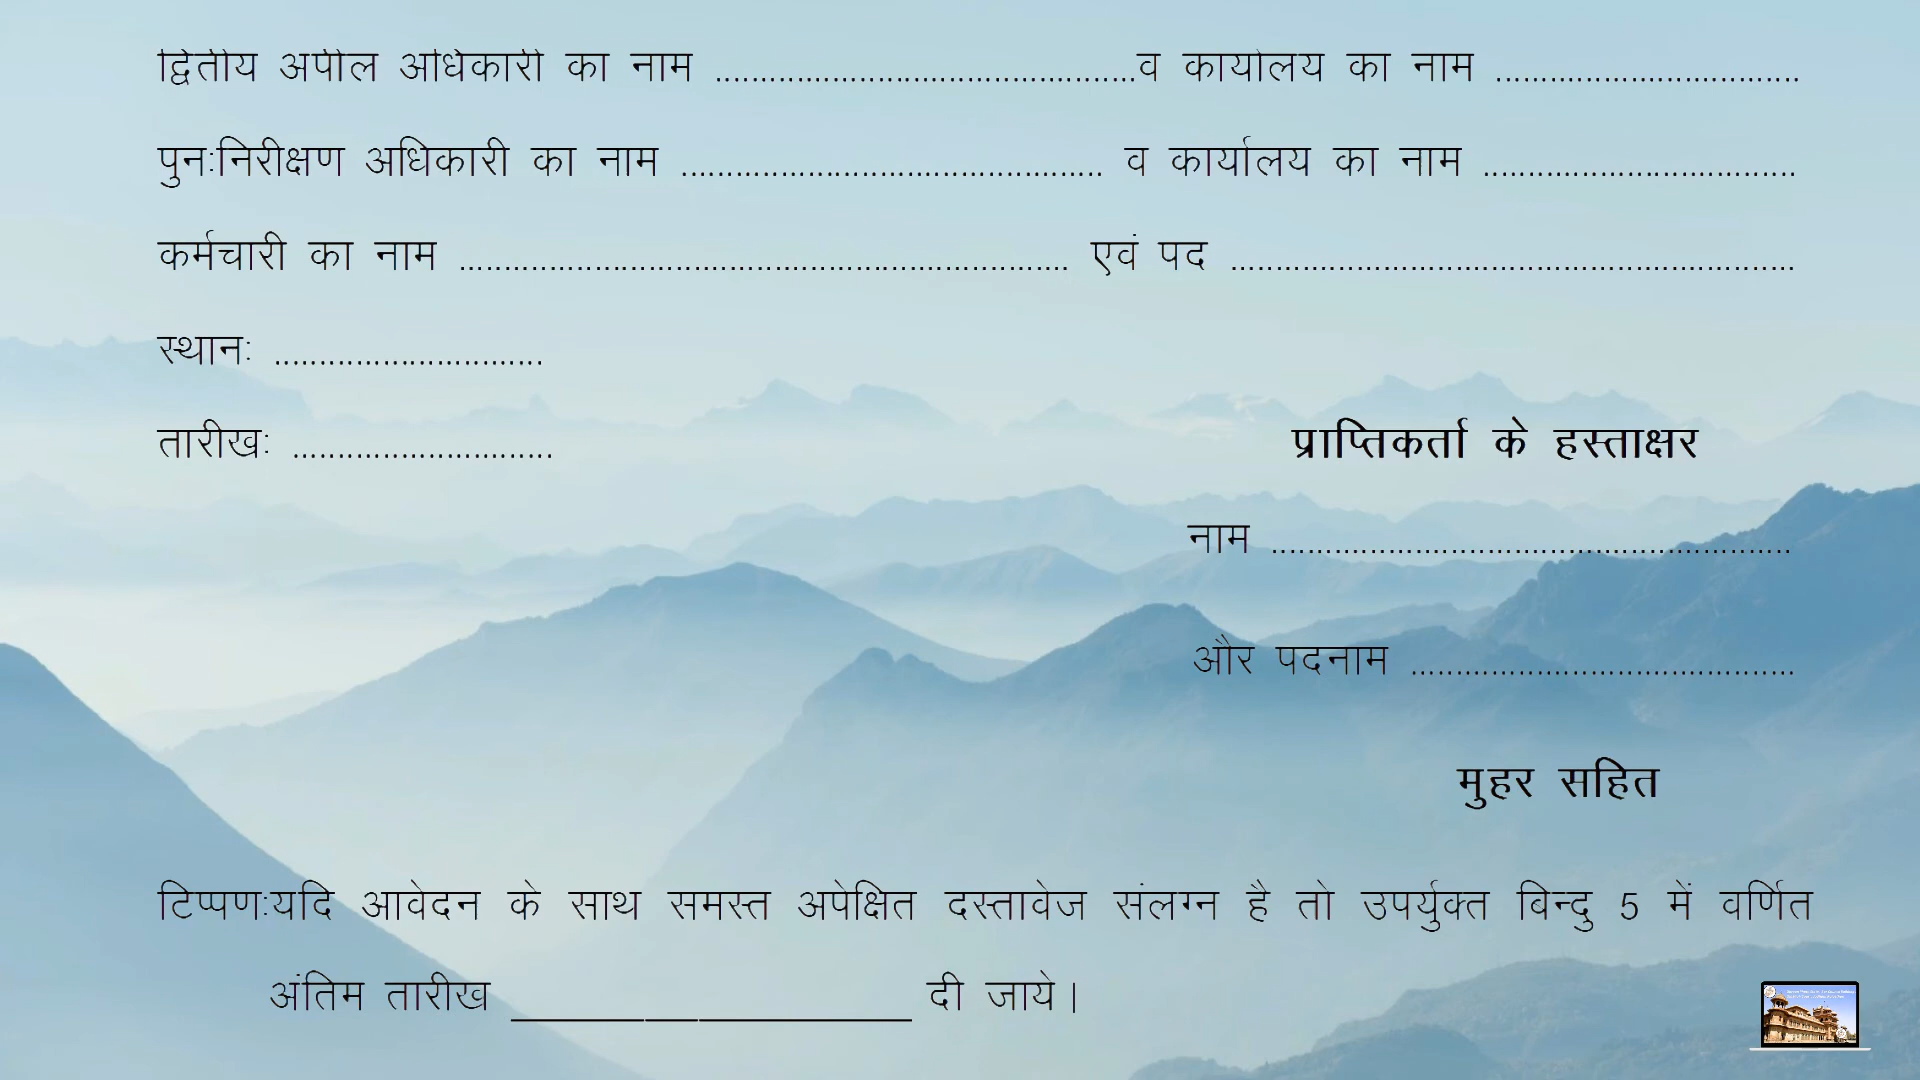 द्वितीय अपील अधिकारी का नाम ...............................................व कार्यालय का नाम ..................................
पुनःनिरीक्षण अधिकारी का नाम ............................................... व कार्यालय का नाम ...................................
कर्मचारी का नाम .................................................................... एवं पद ...............................................................
स्थानः ..............................
तारीखः .............................
प्राप्तिकर्ता के हस्ताक्षर
नाम ..........................................................
और पदनाम ...........................................
मुहर सहित
टिप्पणःयदि आवेदन के साथ समस्त अपेक्षित दस्तावेज संलग्न है तो उपर्युक्त बिन्दु 5 में वर्णित
अंतिम तारीख __________________ दी जाये।